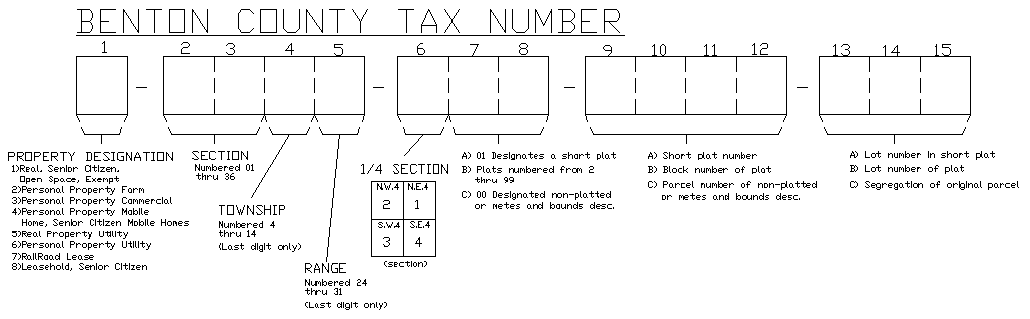 BENTON COUNTY TAX NUMBER
1 2 3 4 5 6 7 8 9 10 11 12 13 14 15
PROPERTY DESIGNATION
1)Real, Senior Citizen,
Open Space, Exempt
2)Personal Property Farm
3)Personal Property Commercial
4)Personal Property Mobile
Home, Senior Citizen Mobile Homes
5)Real Property Utility
6)Personal Property Utility
7)RailRoad Lease
8)Leasehold, Senior Citizen
SECTION
Numbered 01
thru 36
TOWNSHIP
Numbered 4
thru 14
(Last digit only)
RANGE
Numbered 24
thru 31
(Last digit only)
1/4 SECTION
N.W.4 N.E.4
2 1
S.W.4 S.E.4
3 4
(section)
A) 01 Designates a short plat
B) Plats numbered from 2
thru 99
C) 00 Designated non-platted
or metes and bounds desc.
A) Short plat number
B) Block number of plat
C) Parcel number of non-platted
or metes and bounds desc.
A) Lot number in short plat
B) Lot number of plat
C) Segregation of original parcel